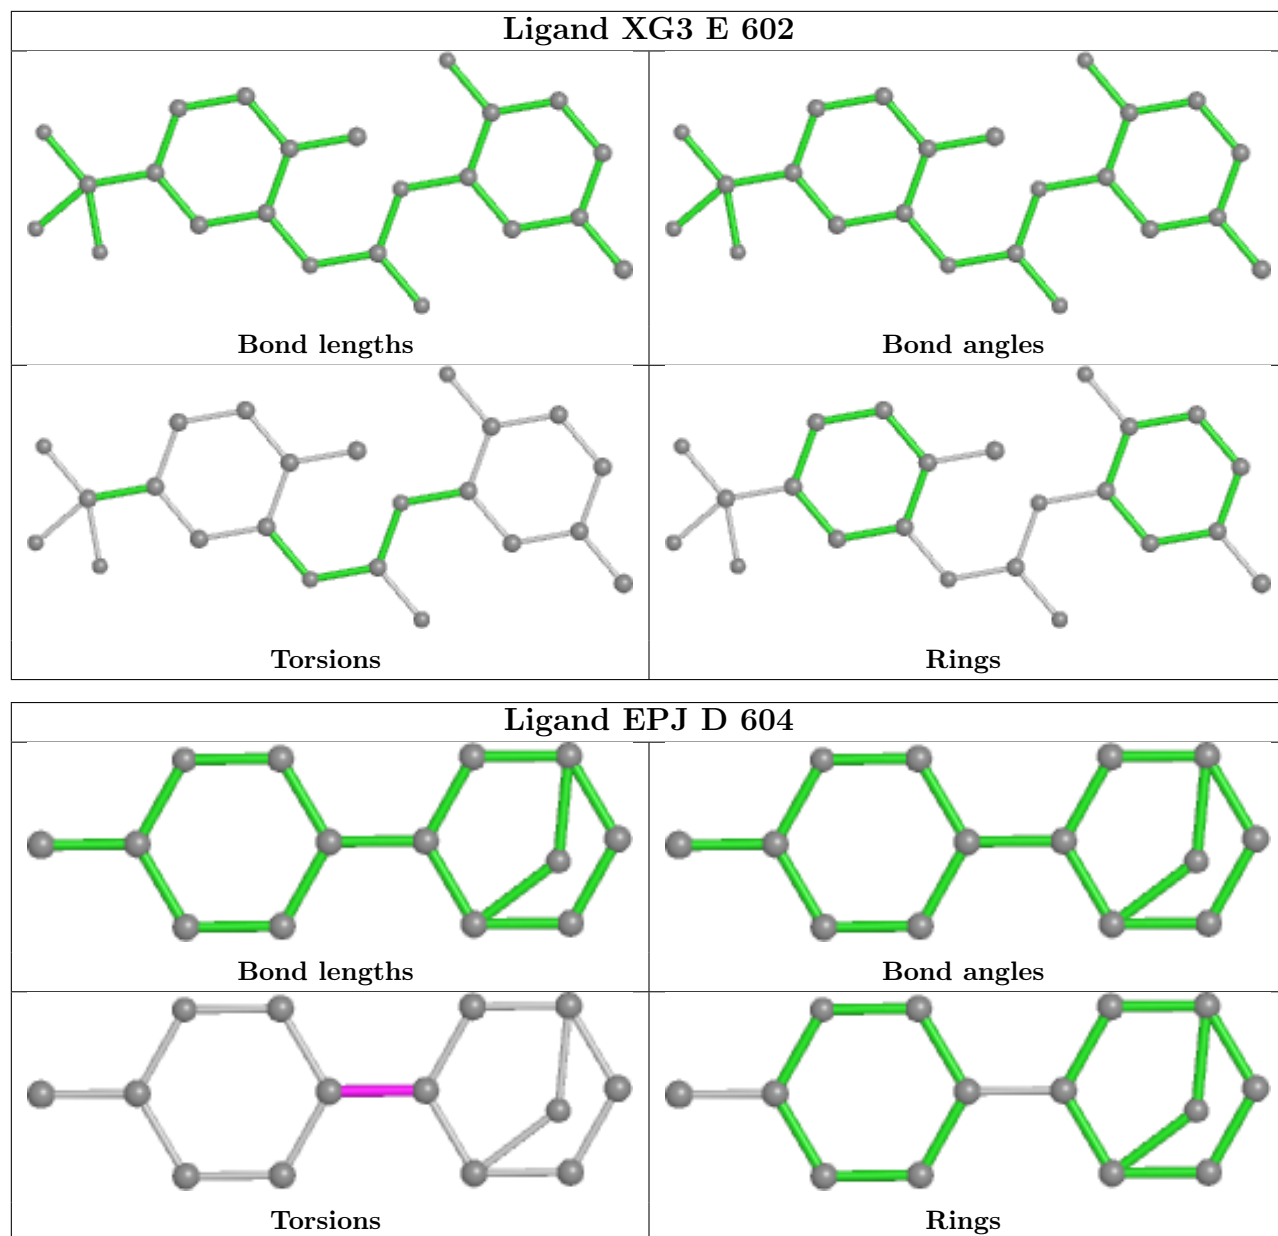 Ligand XG3 E 602
Bond lengths
Bond angles
Torsions
Rings
Ligand EPJ D 604
Bond lengths
Bond angles
Torsions
Rings